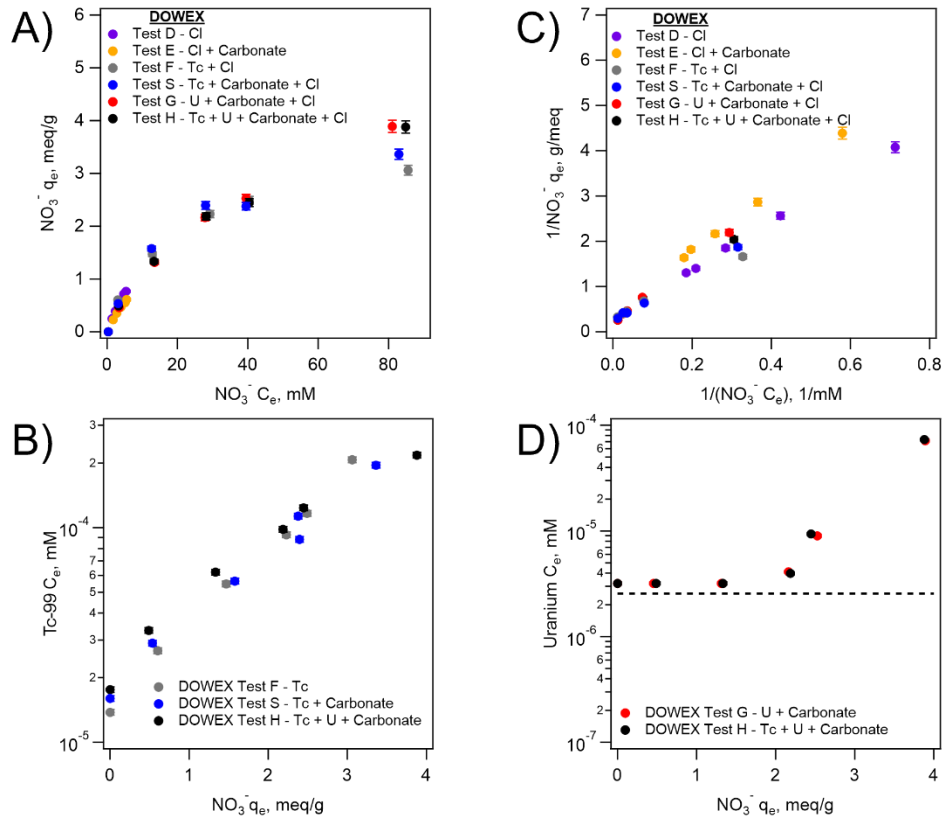 A)
DOWEX
Test D - Cl
Test E - Cl + Carbonate
Test F - Tc + Cl
Test S - Tc + Carbonate + Cl
Test G - U + Carbonate + Cl
Test H - Tc + U + Carbonate + Cl
NO₃⁻ qₑ, meq/g
6
5
4
3
2
1
0
0 20 40 60 80
NO₃⁻ Cₑ, mM
C)
DOWEX
Test D - Cl
Test E - Cl + Carbonate
Test F - Tc + Cl
Test S - Tc + Carbonate + Cl
Test G - U + Carbonate + Cl
Test H - Tc + U + Carbonate + Cl
1/NO₃⁻ qₑ, g/meq
7
6
5
4
3
2
1
0
0.0 0.2 0.4 0.6 0.8
1/(NO₃⁻ Cₑ), 1/mM
B)
Tc-99 Cₑ, mM
3
2
10⁻⁴
7
6
5
4
3
2
10⁻⁵
DOWEX Test F - Tc
DOWEX Test S - Tc + Carbonate
DOWEX Test H - Tc + U + Carbonate
0 1 2 3 4
NO₃⁻ qₑ, meq/g
D)
Uranium Cₑ, mM
10⁻⁴
6
4
2
10⁻⁵
6
4
2
10⁻⁶
6
4
2
10⁻⁷
DOWEX Test G - U + Carbonate
DOWEX Test H - Tc + U + Carbonate
0 1 2 3 4
NO₃⁻ qₑ, meq/g